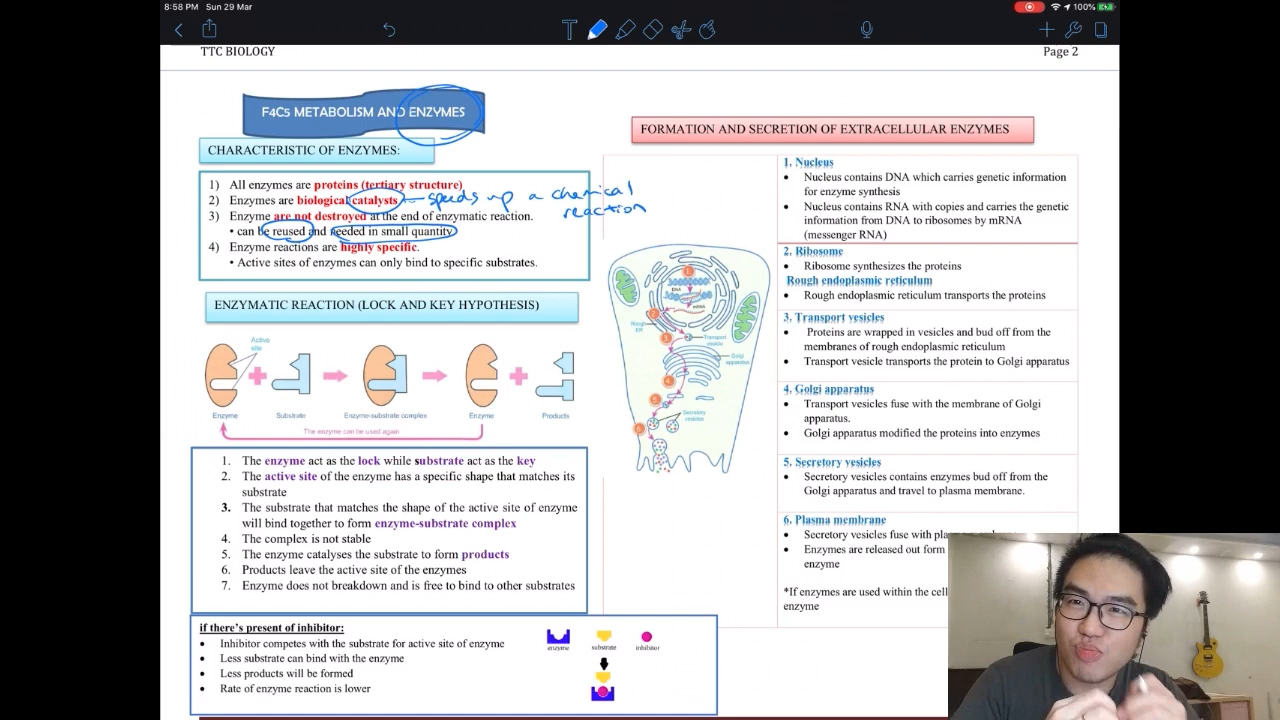 8:58 PM Sun 29 Mar
100%
TTC BIOLOGY
Page 2
F4C5 METABOLISM AND ENZYMES
CHARACTERISTIC OF ENZYMES:
1) All enzymes are proteins (tertiary structure)
2) Enzymes are biological catalysts
speeds up a chemical
reaction
3) Enzyme are not destroyed at the end of enzymatic reaction.
• can be reused and needed in small quantity
4) Enzyme reactions are highly specific.
• Active sites of enzymes can only bind to specific substrates.
ENZYMATIC REACTION (LOCK AND KEY HYPOTHESIS)
Active
site
Enzyme
Substrate
Enzyme-substrate complex
Enzyme
Products
The enzyme can be used again
1. The enzyme act as the lock while substrate act as the key
2. The active site of the enzyme has a specific shape that matches its
substrate
3. The substrate that matches the shape of the active site of enzyme
will bind together to form enzyme-substrate complex
4. The complex is not stable
5. The enzyme catalyses the substrate to form products
6. Products leave the active site of the enzymes
7. Enzyme does not breakdown and is free to bind to other substrates
if there's present of inhibitor:
• Inhibitor competes with the substrate for active site of enzyme
• Less substrate can bind with the enzyme
• Less products will be formed
• Rate of enzyme reaction is lower
enzyme
substrate
inhibitor
FORMATION AND SECRETION OF EXTRACELLULAR ENZYMES
1
DNA
mRNA
2
Rough
ER
3
Transport
vesicle
Golgi
apparatus
4
5
Secretory
vesicles
6
1. Nucleus
• Nucleus contains DNA which carries genetic information
for enzyme synthesis
• Nucleus contains RNA with copies and carries the genetic
information from DNA to ribosomes by mRNA
(messenger RNA)
2. Ribosome
• Ribosome synthesizes the proteins
Rough endoplasmic reticulum
• Rough endoplasmic reticulum transports the proteins
3. Transport vesicles
• Proteins are wrapped in vesicles and bud off from the
membranes of rough endoplasmic reticulum
• Transport vesicle transports the protein to Golgi apparatus
4. Golgi apparatus
• Transport vesicles fuse with the membrane of Golgi
apparatus.
• Golgi apparatus modified the proteins into enzymes
5. Secretory vesicles
• Secretory vesicles contains enzymes bud off from the
Golgi apparatus and travel to plasma membrane.
6. Plasma membrane
• Secretory vesicles fuse with
• Enzymes are released out form
enzyme
*If enzymes are used within the cell
enzyme